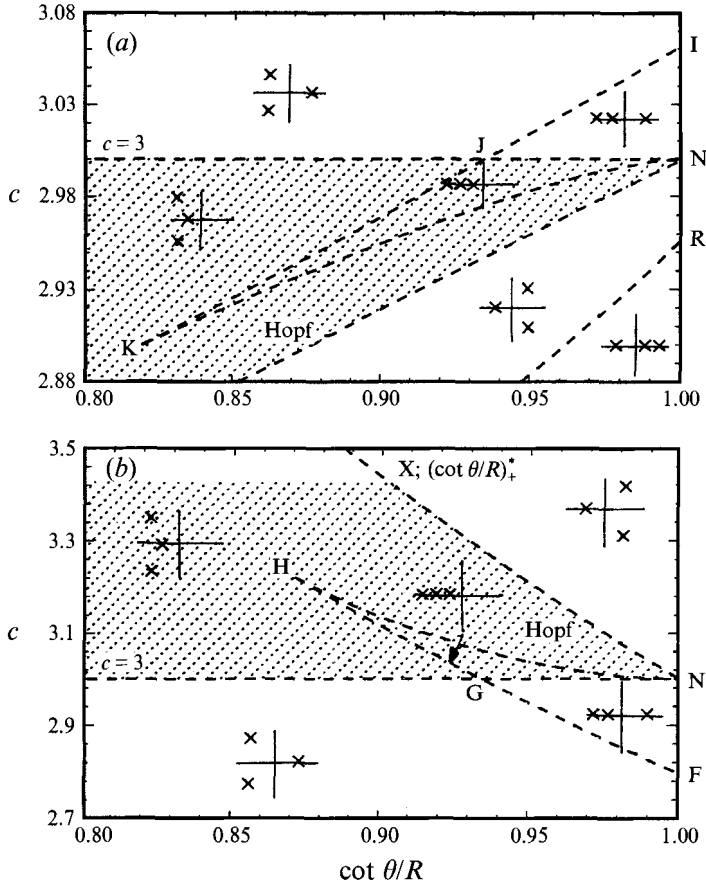 3.08
(a)
I
3.03
J
c = 3
N
c
2.98
R
2.93
Hopf
K
2.88
0.80
0.85
0.90
0.95
1.00
3.5
(b)
X; (cot θ/R)*₊
3.3
H
c
Hopf
3.1
c = 3
N
G
2.9
F
2.7
0.80
0.85
0.90
0.95
1.00
cot θ/R